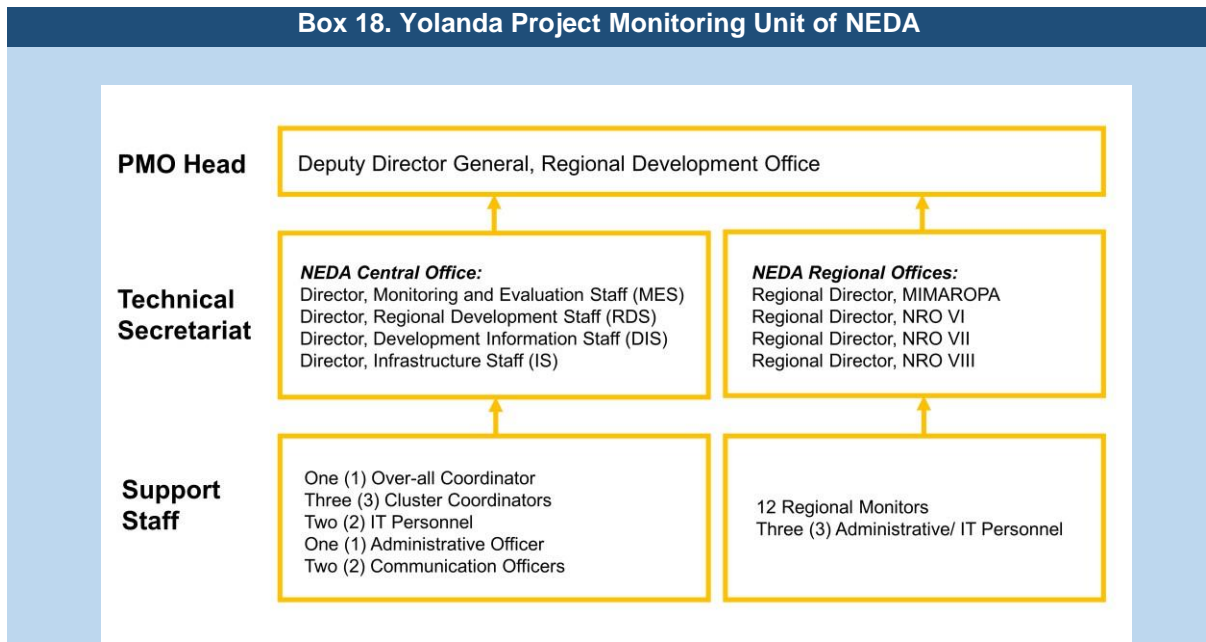 Box 18. Yolanda Project Monitoring Unit of NEDA
PMO Head
Deputy Director General, Regional Development Office
Technical
Secretariat
NEDA Central Office:
Director, Monitoring and Evaluation Staff (MES)
Director, Regional Development Staff (RDS)
Director, Development Information Staff (DIS)
Director, Infrastructure Staff (IS)
NEDA Regional Offices:
Regional Director, MIMAROPA
Regional Director, NRO VI
Regional Director, NRO VII
Regional Director, NRO VIII
Support
Staff
One (1) Over-all Coordinator
Three (3) Cluster Coordinators
Two (2) IT Personnel
One (1) Administrative Officer
Two (2) Communication Officers
12 Regional Monitors
Three (3) Administrative/ IT Personnel